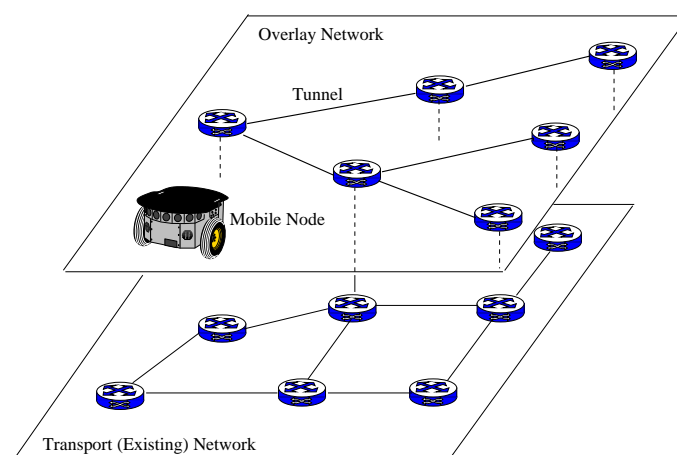 Overlay Network
Tunnel
Mobile Node
Transport (Existing) Network